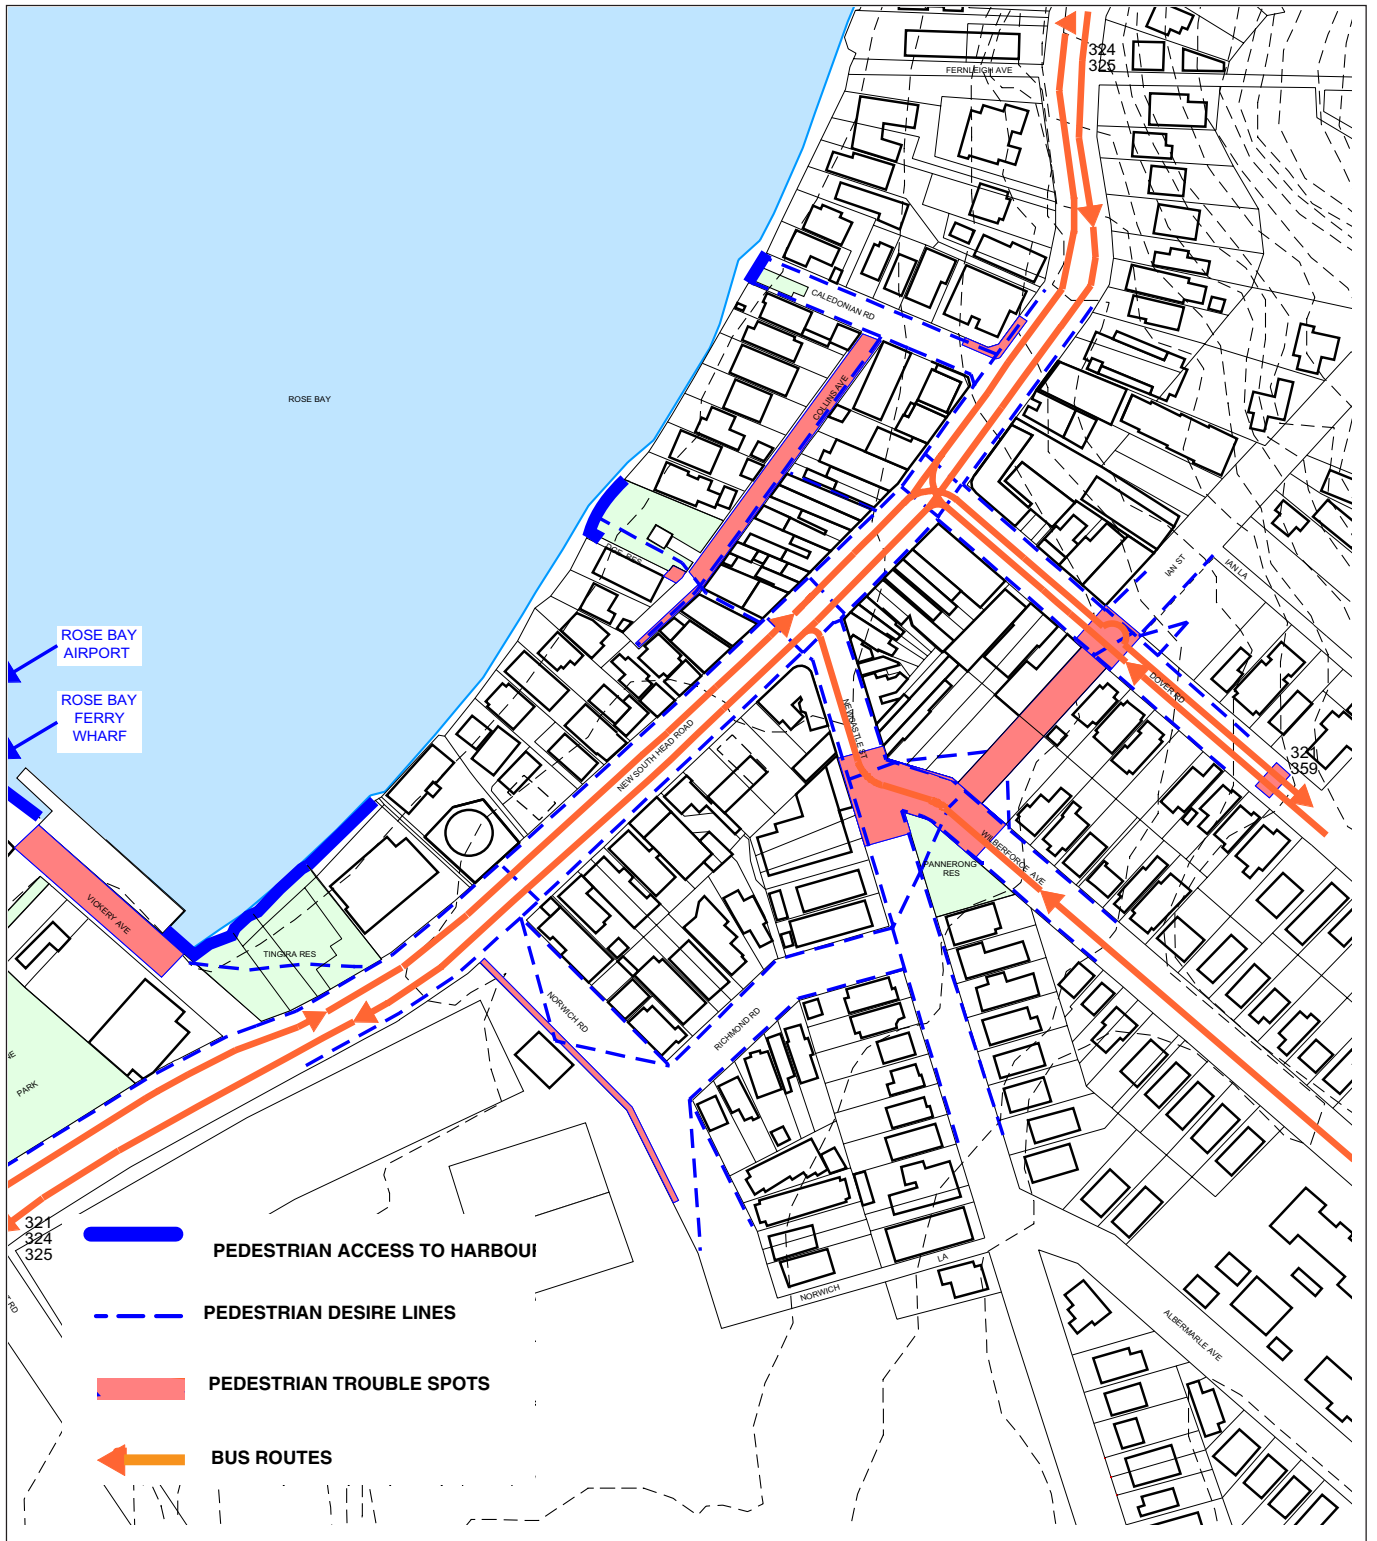 324
325
FERNLEIGH AVE
CALEDONIAN RD
COLLINS AVE
ROSE BAY
IAN ST
IAN LA
ROSE BAY
AIRPORT
ROSE BAY
FERRY
WHARF
DOVER RD
NEWCASTLE ST
NEW SOUTH HEAD ROAD
321
359
WILBERFORCE AVE
PANNERONG
RES
VICKERY AVE
TINGIRA RES
NORWICH RD
RICHMOND RD
PARK
321
324
325
RD
PEDESTRIAN ACCESS TO HARBOUR
PEDESTRIAN DESIRE LINES
PEDESTRIAN TROUBLE SPOTS
BUS ROUTES
NORWICH
LA
ALBERMARLE AVE